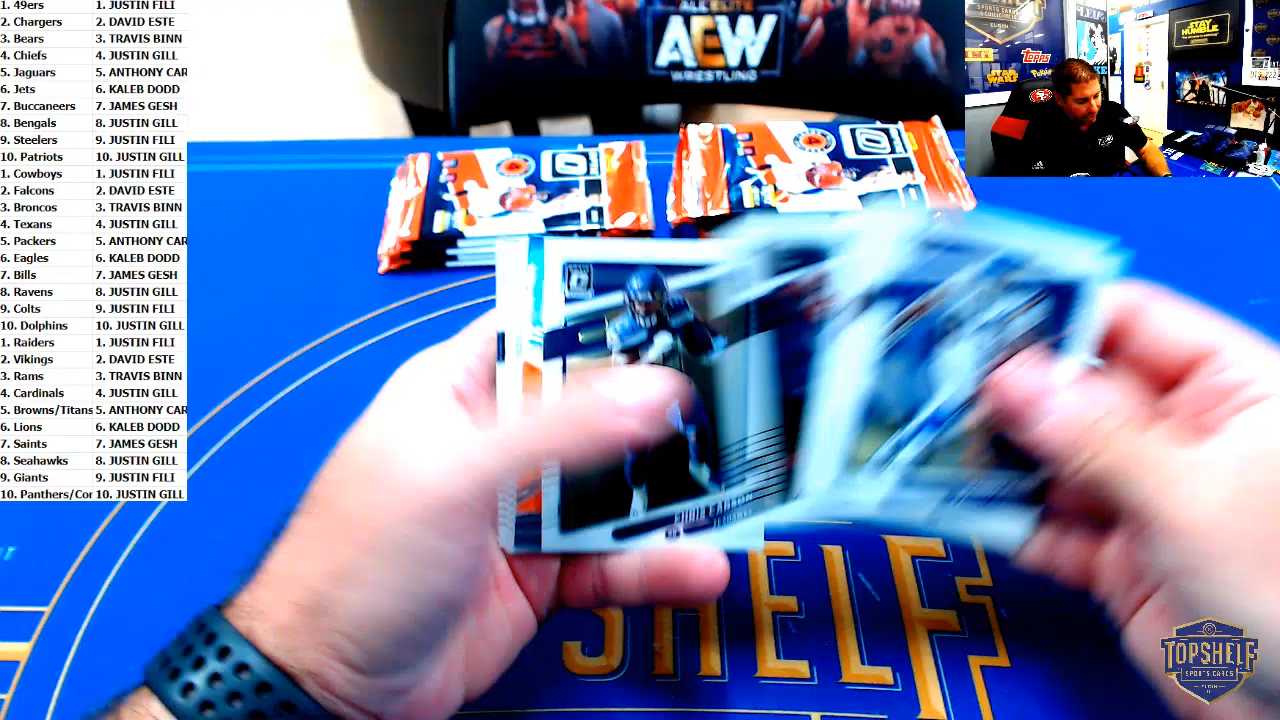 1. 49ers 1. JUSTIN FILI
2. Chargers 2. DAVID ESTE
3. Bears 3. TRAVIS BINN
4. Chiefs 4. JUSTIN GILL
5. Jaguars 5. ANTHONY CAR
6. Jets 6. KALEB DODD
7. Buccaneers 7. JAMES GESH
8. Bengals 8. JUSTIN GILL
9. Steelers 9. JUSTIN FILI
10. Patriots 10. JUSTIN GILL
1. Cowboys 1. JUSTIN FILI
2. Falcons 2. DAVID ESTE
3. Broncos 3. TRAVIS BINN
4. Texans 4. JUSTIN GILL
5. Packers 5. ANTHONY CAR
6. Eagles 6. KALEB DODD
7. Bills 7. JAMES GESH
8. Ravens 8. JUSTIN GILL
9. Colts 9. JUSTIN FILI
10. Dolphins 10. JUSTIN GILL
1. Raiders 1. JUSTIN FILI
2. Vikings 2. DAVID ESTE
3. Rams 3. TRAVIS BINN
4. Cardinals 4. JUSTIN GILL
5. Browns/Titans 5. ANTHONY CAR
6. Lions 6. KALEB DODD
7. Saints 7. JAMES GESH
8. Seahawks 8. JUSTIN GILL
9. Giants 9. JUSTIN FILI
10. Panthers/Cor 10. JUSTIN GILL
ALL ELITE
AEW
WRESTLING
SPORTS CARDS
topps
STAR WARS
STAY HUMBLE
CHRIS CARSON
SHELF
TOPSHELF
SPORTS CARDS
ELGIN